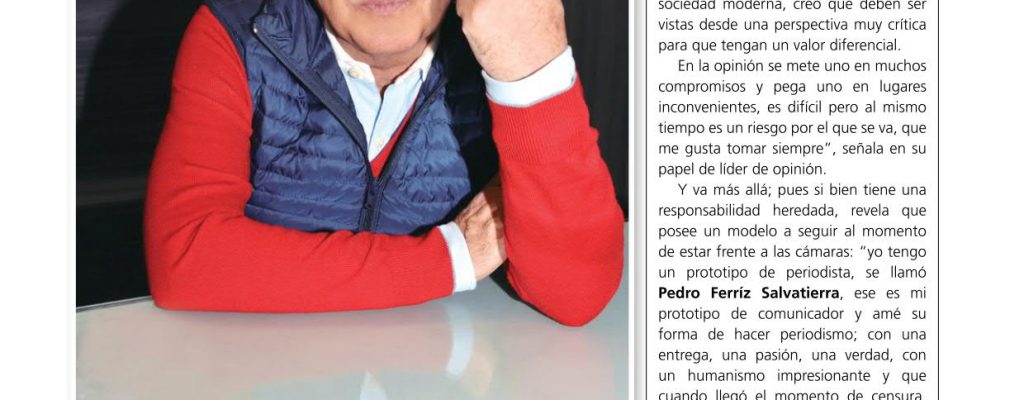 sociedad moderna, creo que deben ser
vistas desde una perspectiva muy crítica
para que tengan un valor diferencial.
En la opinión se mete uno en muchos
compromisos y pega uno en lugares
inconvenientes, es difícil pero al mismo
tiempo es un riesgo por el que se va, que
me gusta tomar siempre”, señala en su
papel de líder de opinión.
Y va más allá; pues si bien tiene una
responsabilidad heredada, revela que
posee un modelo a seguir al momento
de estar frente a las cámaras: “yo tengo
un prototipo de periodista, se llamó
Pedro Ferríz Salvatierra, ese es mi
prototipo de comunicador y amé su
forma de hacer periodismo; con una
entrega, una pasión, una verdad, con
un humanismo impresionante y que
cuando llegó el momento de censura,